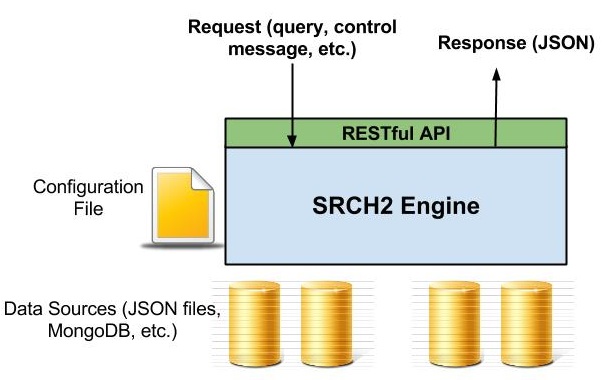 Request (query, control
message, etc.)
Response (JSON)
RESTful API
Configuration
File
SRCH2 Engine
Data Sources (JSON files,
MongoDB, etc.)